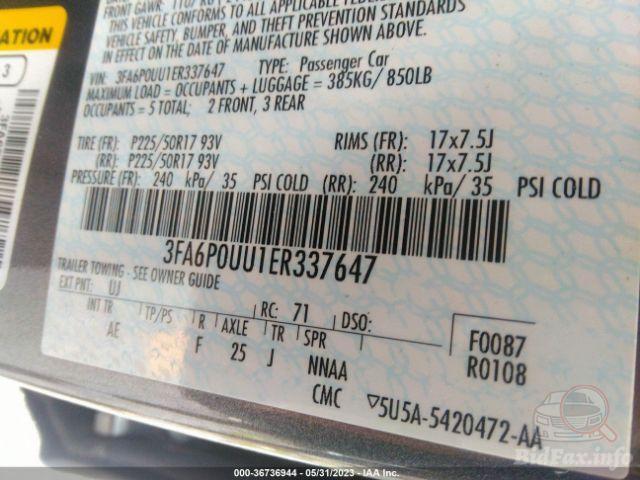 FRONT GAWR: 1107 KG
THIS VEHICLE CONFORMS TO ALL APPLICABLE
VEHICLE SAFETY, BUMPER, AND THEFT PREVENTION STANDARDS
IN EFFECT ON THE DATE OF MANUFACTURE SHOWN ABOVE.
VIN: 3FA6P0UU1ER337647 TYPE: Passenger Car
MAXIMUM LOAD = OCCUPANTS + LUGGAGE = 385KG/ 850LB
OCCUPANTS = 5 TOTAL; 2 FRONT, 3 REAR
TIRE (FR): P225/50R17 93V RIMS (FR): 17x7.5J
(RR): P225/50R17 93V (RR): 17x7.5J
PRESSURE (FR): 240 kPa/ 35 PSI COLD (RR): 240 kPa/ 35 PSI COLD
3FA6P0UU1ER337647
TRAILER TOWING - SEE OWNER GUIDE
EXT PNT: UJ RC: 71 DSO: F0087
INT TR TP/PS R AXLE TR SPR R0108
AE F 25 J NNAA
CMC 5U5A-5420472-AA
3
BidFax.info
000-36736944 - 05/31/2023 - IAA Inc.